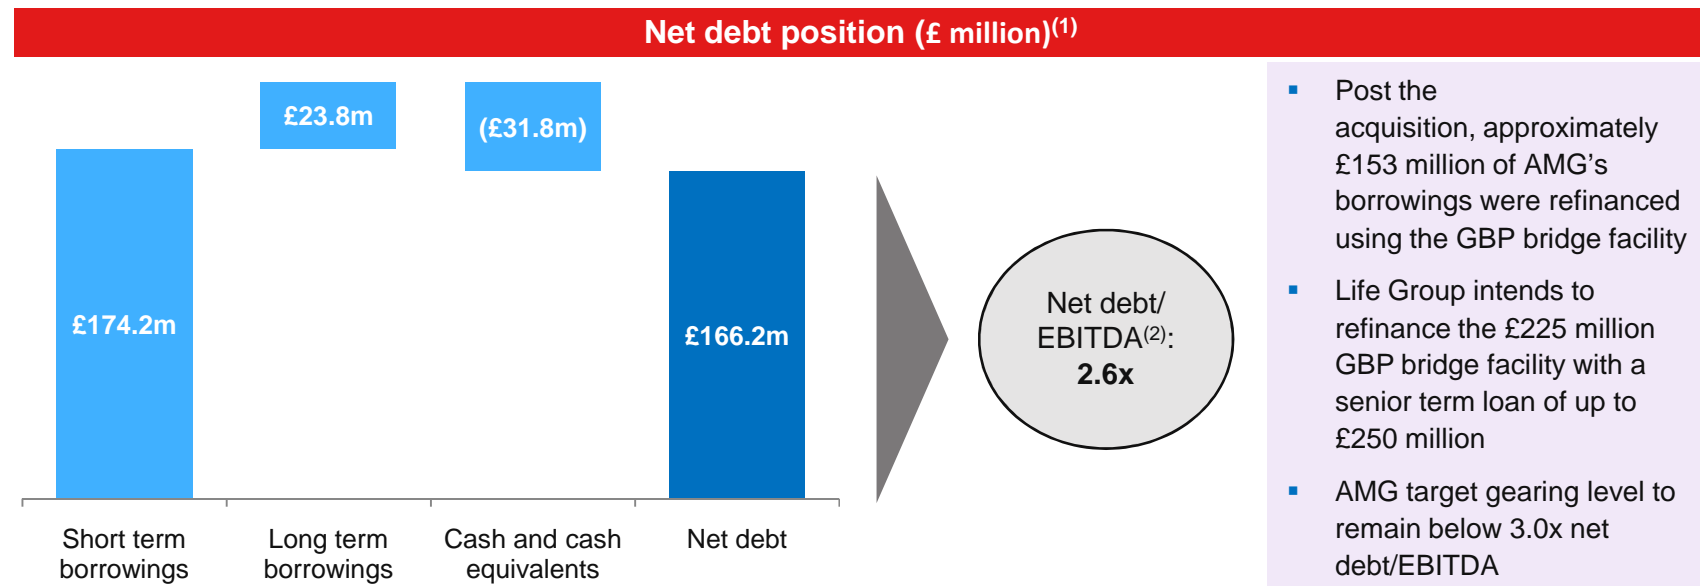 Net debt position (£ million)(1)
£174.2m
£23.8m
(£31.8m)
£166.2m
Short term
borrowings
Long term
borrowings
Cash and cash
equivalents
Net debt
Net debt/
EBITDA(2):
2.6x
▪ Post the
acquisition, approximately
£153 million of AMG’s
borrowings were refinanced
using the GBP bridge facility
▪ Life Group intends to
refinance the £225 million
GBP bridge facility with a
senior term loan of up to
£250 million
▪ AMG target gearing level to
remain below 3.0x net
debt/EBITDA